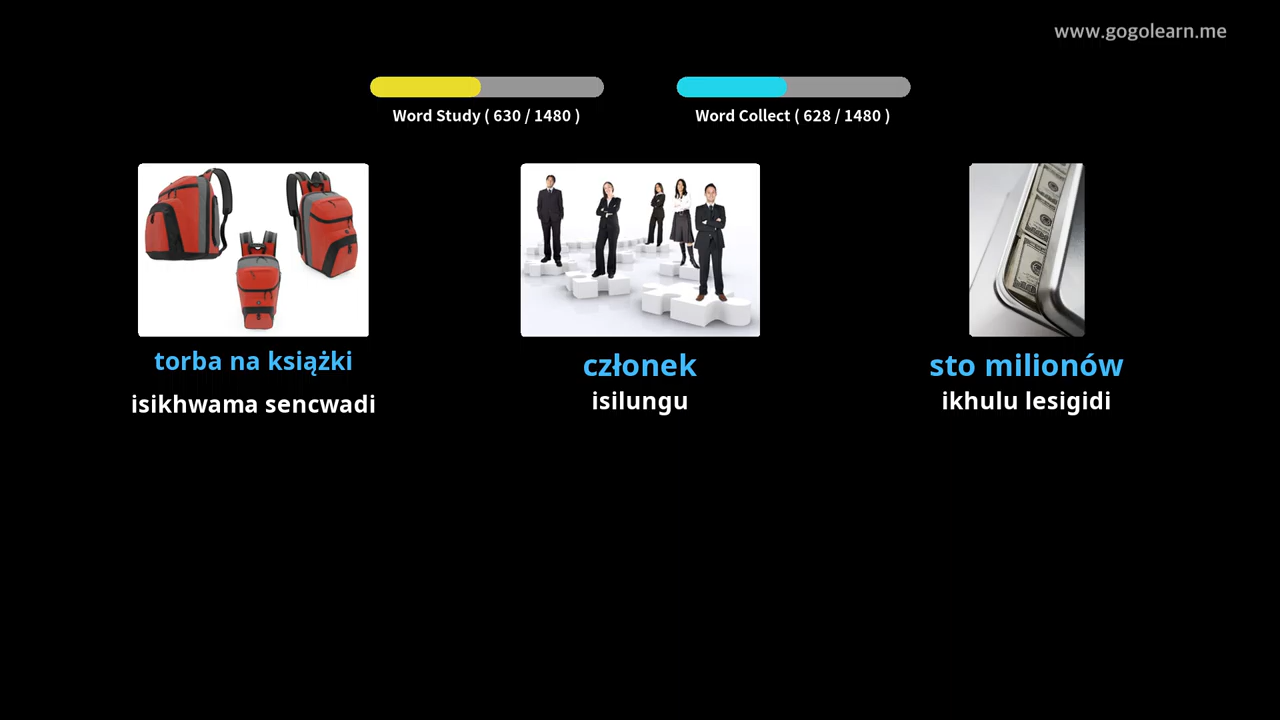 www.gogolearn.me
Word Study ( 630 / 1480 )
Word Collect ( 628 / 1480 )
torba na książki
isikhwama sencwadi
członek
isilungu
sto milionów
ikhulu lesigidi